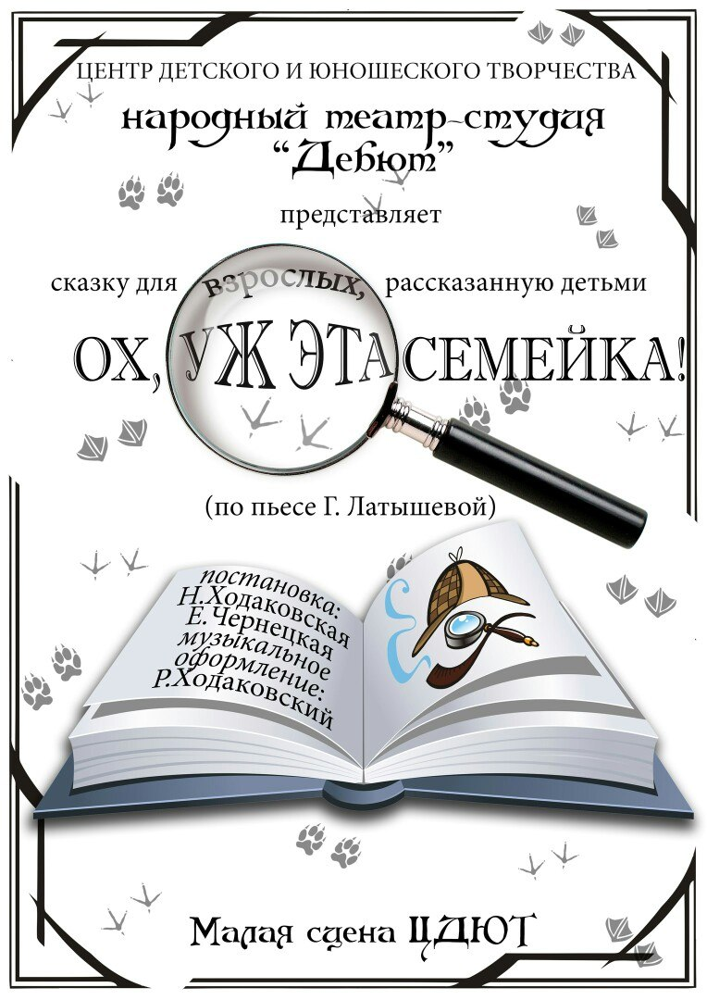 ЦЕНТР ДЕТСКОГО И ЮНОШЕСКОГО ТВОРЧЕСТВА
народный театр-студия
“Дебют”
представляет
сказку для взрослых, рассказанную детьми
ОХ, УЖ ЭТА СЕМЕЙКА!
(по пьесе Г. Латышевой)
постановка:
Н.Ходаковская
Е.Чернецкая
музыкальное
оформление:
Р.Ходаковский
Малая сцена ЦДЮТ